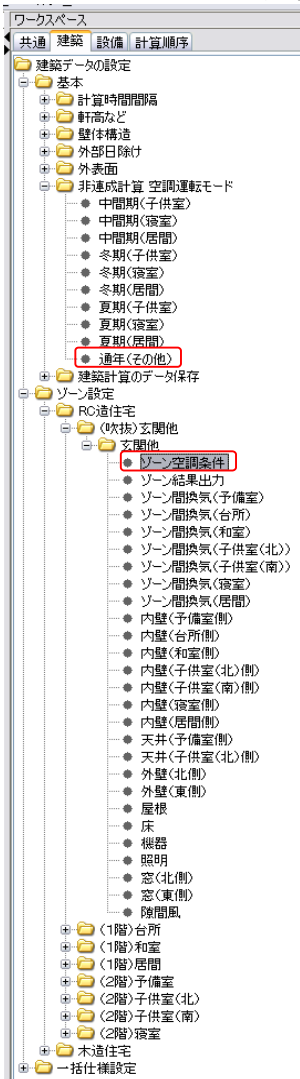 ワークスペース
共通 建築 設備 計算順序
建築データの設定
基本
計算時間間隔
軒高など
壁体構造
外部日除け
外表面
非連成計算 空調運転モード
中間期(子供室)
中間期(寝室)
中間期(居間)
冬期(子供室)
冬期(寝室)
冬期(居間)
夏期(子供室)
夏期(寝室)
夏期(居間)
通年(その他)
建築計算のデータ保存
ゾーン設定
RC造住宅
(吹抜)玄関他
玄関他
ゾーン空調条件
ゾーン結果出力
ゾーン間換気(予備室)
ゾーン間換気(台所)
ゾーン間換気(和室)
ゾーン間換気(子供室(北))
ゾーン間換気(子供室(南))
ゾーン間換気(寝室)
ゾーン間換気(居間)
内壁(予備室側)
内壁(台所側)
内壁(和室側)
内壁(子供室(北)側)
内壁(子供室(南)側)
内壁(寝室側)
内壁(居間側)
天井(予備室側)
天井(子供室(北)側)
外壁(北側)
外壁(東側)
屋根
床
機器
照明
窓(北側)
窓(東側)
隙間風
(1階)台所
(1階)和室
(1階)居間
(2階)予備室
(2階)子供室(北)
(2階)子供室(南)
(2階)寝室
木造住宅
一括仕様設定